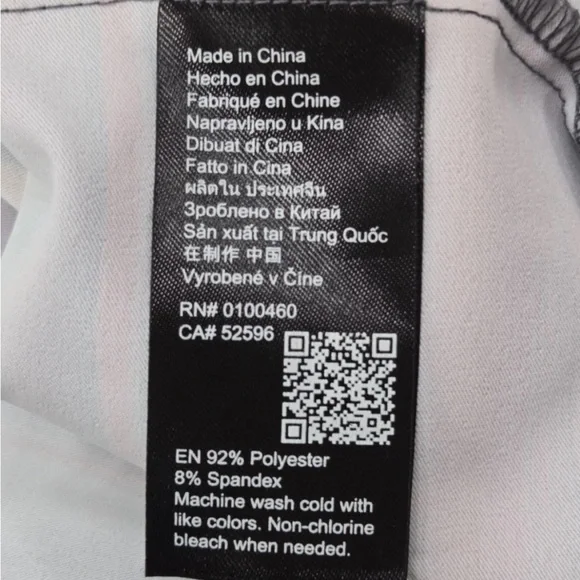 Made in China
Hecho en China
Fabriqué en Chine
Napravljeno u Kina
Dibuat di Cina
Fatto in Cina
ผลิตใน ประเทศจีน
Зроблено в Китай
Sản xuất tại Trung Quốc
在制作 中国
Vyrobené v Číne
RN# 0100460
CA# 52596
EN 92% Polyester
8% Spandex
Machine wash cold with
like colors. Non-chlorine
bleach when needed.